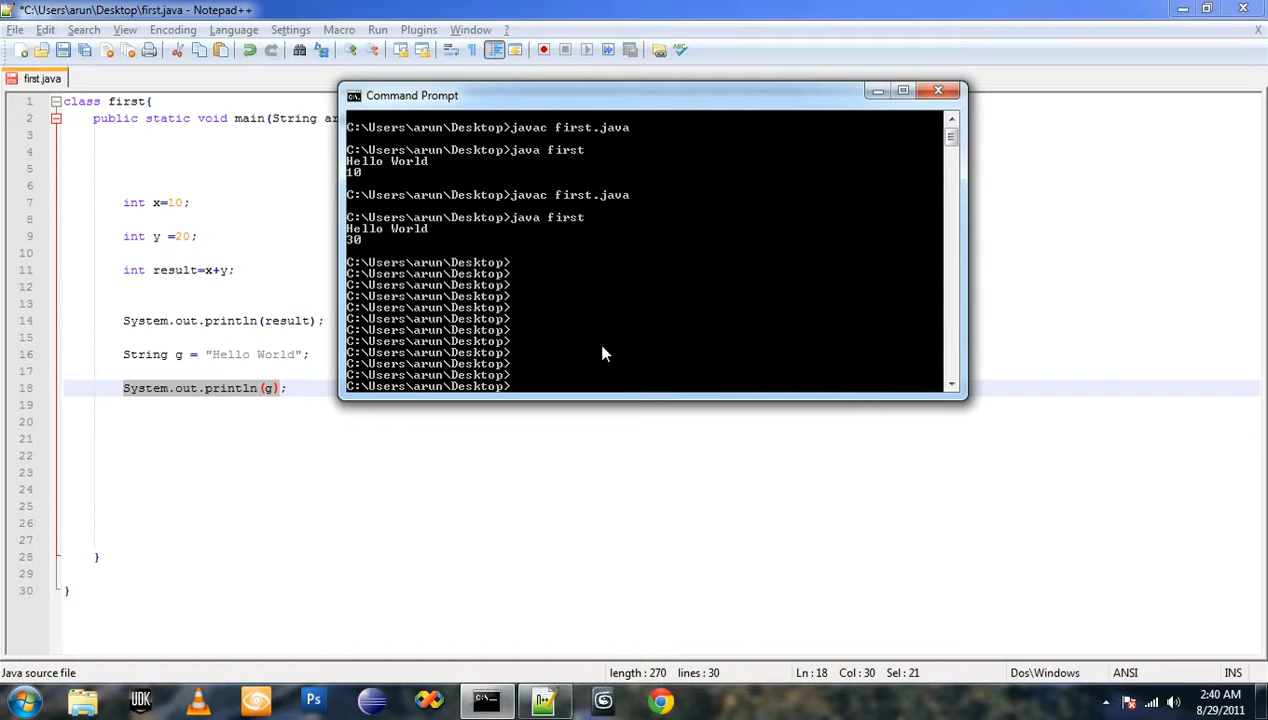 *C:\Users\arun\Desktop\first.java - Notepad++
File Edit Search View Encoding Language Settings Macro Run Plugins Window ? X
first.java
1 class first{
2 public static void main(String ar
3
4
5
6
7 int x=10;
8
9 int y =20;
10
11 int result=x+y;
12
13
14 System.out.println(result);
15
16 String g = "Hello World";
17
18 System.out.println(g);
19
20
21
22
23
24
25
26
27
28 }
29
30 }
Command Prompt
C:\Users\arun\Desktop>javac first.java
C:\Users\arun\Desktop>java first
Hello World
10
C:\Users\arun\Desktop>javac first.java
C:\Users\arun\Desktop>java first
Hello World
30
C:\Users\arun\Desktop>
C:\Users\arun\Desktop>
C:\Users\arun\Desktop>
C:\Users\arun\Desktop>
C:\Users\arun\Desktop>
C:\Users\arun\Desktop>
C:\Users\arun\Desktop>
C:\Users\arun\Desktop>
C:\Users\arun\Desktop>
C:\Users\arun\Desktop>
C:\Users\arun\Desktop>
C:\Users\arun\Desktop>
Java source file length : 270 lines : 30 Ln : 18 Col : 30 Sel : 21 Dos\Windows ANSI INS
UDK Ps C:\. N++
2:40 AM
8/29/2011